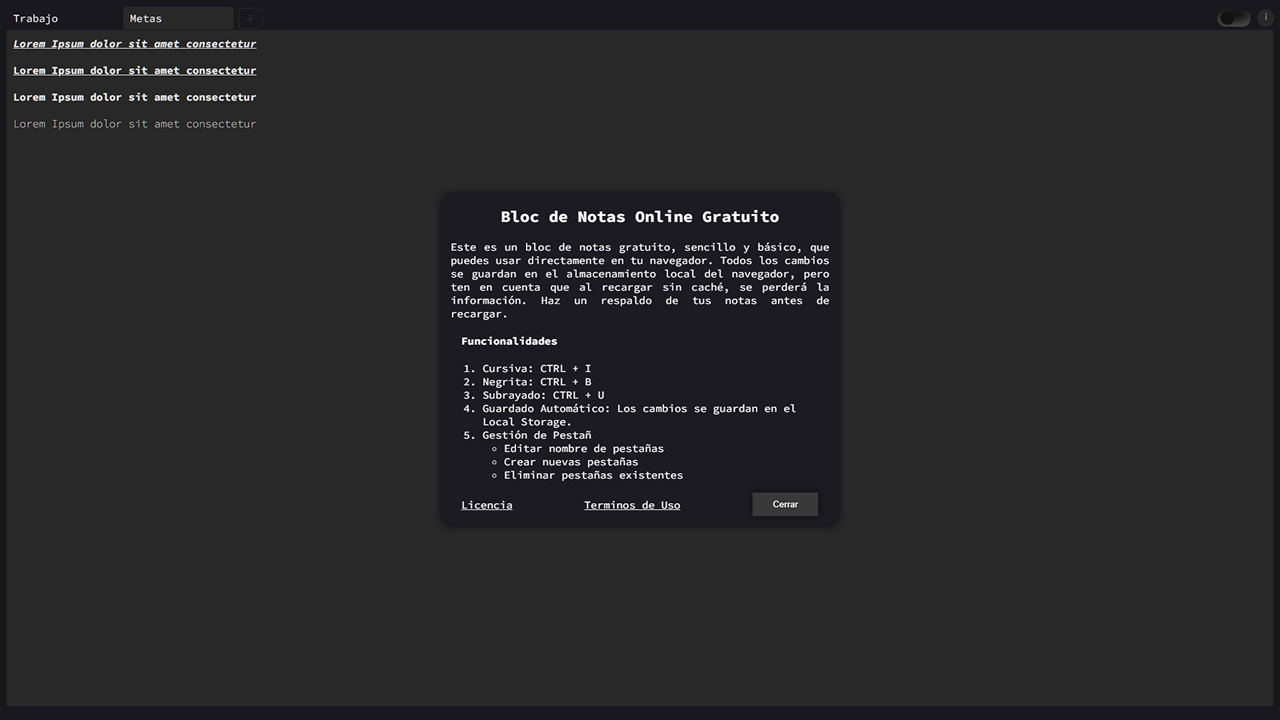 Trabajo
Metas
+
i
Lorem Ipsum dolor sit amet consectetur
Lorem Ipsum dolor sit amet consectetur
Lorem Ipsum dolor sit amet consectetur
Lorem Ipsum dolor sit amet consectetur
Bloc de Notas Online Gratuito
Este es un bloc de notas gratuito, sencillo y básico, que
puedes usar directamente en tu navegador. Todos los cambios
se guardan en el almacenamiento local del navegador, pero
ten en cuenta que al recargar sin caché, se perderá la
información. Haz un respaldo de tus notas antes de
recargar.
Funcionalidades
1. Cursiva: CTRL + I
2. Negrita: CTRL + B
3. Subrayado: CTRL + U
4. Guardado Automático: Los cambios se guardan en el
Local Storage.
5. Gestión de Pestañ
Editar nombre de pestañas
Crear nuevas pestañas
Eliminar pestañas existentes
Licencia
Terminos de Uso
Cerrar